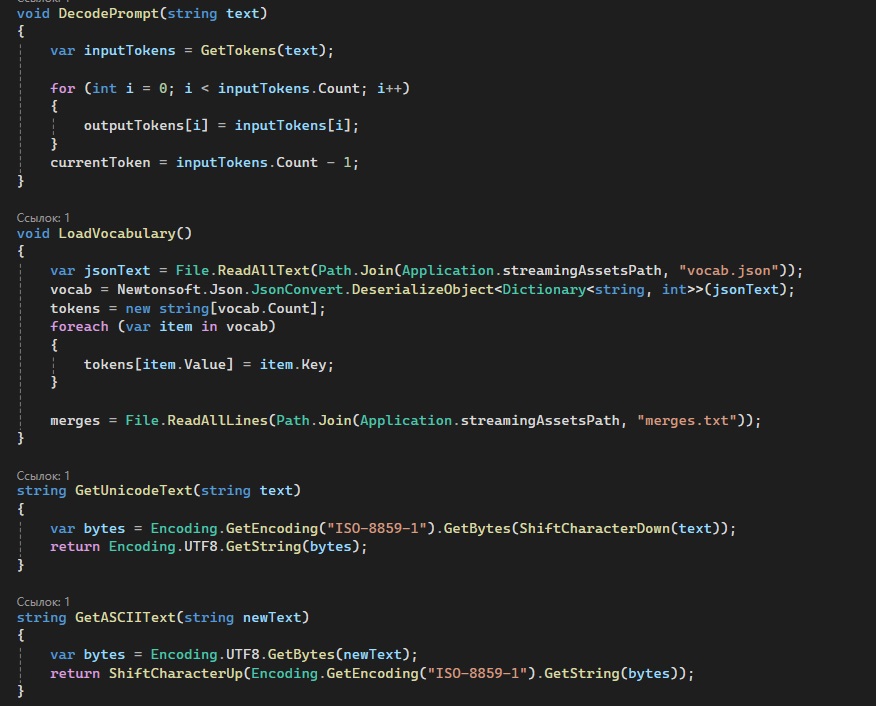 Ссылок: 1
void DecodePrompt(string text)
{
var inputTokens = GetTokens(text);
for (int i = 0; i < inputTokens.Count; i++)
{
outputTokens[i] = inputTokens[i];
}
currentToken = inputTokens.Count - 1;
}
Ссылок: 1
void LoadVocabulary()
{
var jsonText = File.ReadAllText(Path.Join(Application.streamingAssetsPath, "vocab.json"));
vocab = Newtonsoft.Json.JsonConvert.DeserializeObject<Dictionary<string, int>>(jsonText);
tokens = new string[vocab.Count];
foreach (var item in vocab)
{
tokens[item.Value] = item.Key;
}
merges = File.ReadAllLines(Path.Join(Application.streamingAssetsPath, "merges.txt"));
}
Ссылок: 1
string GetUnicodeText(string text)
{
var bytes = Encoding.GetEncoding("ISO-8859-1").GetBytes(ShiftCharacterDown(text));
return Encoding.UTF8.GetString(bytes);
}
Ссылок: 1
string GetASCIIText(string newText)
{
var bytes = Encoding.UTF8.GetBytes(newText);
return ShiftCharacterUp(Encoding.GetEncoding("ISO-8859-1").GetString(bytes));
}